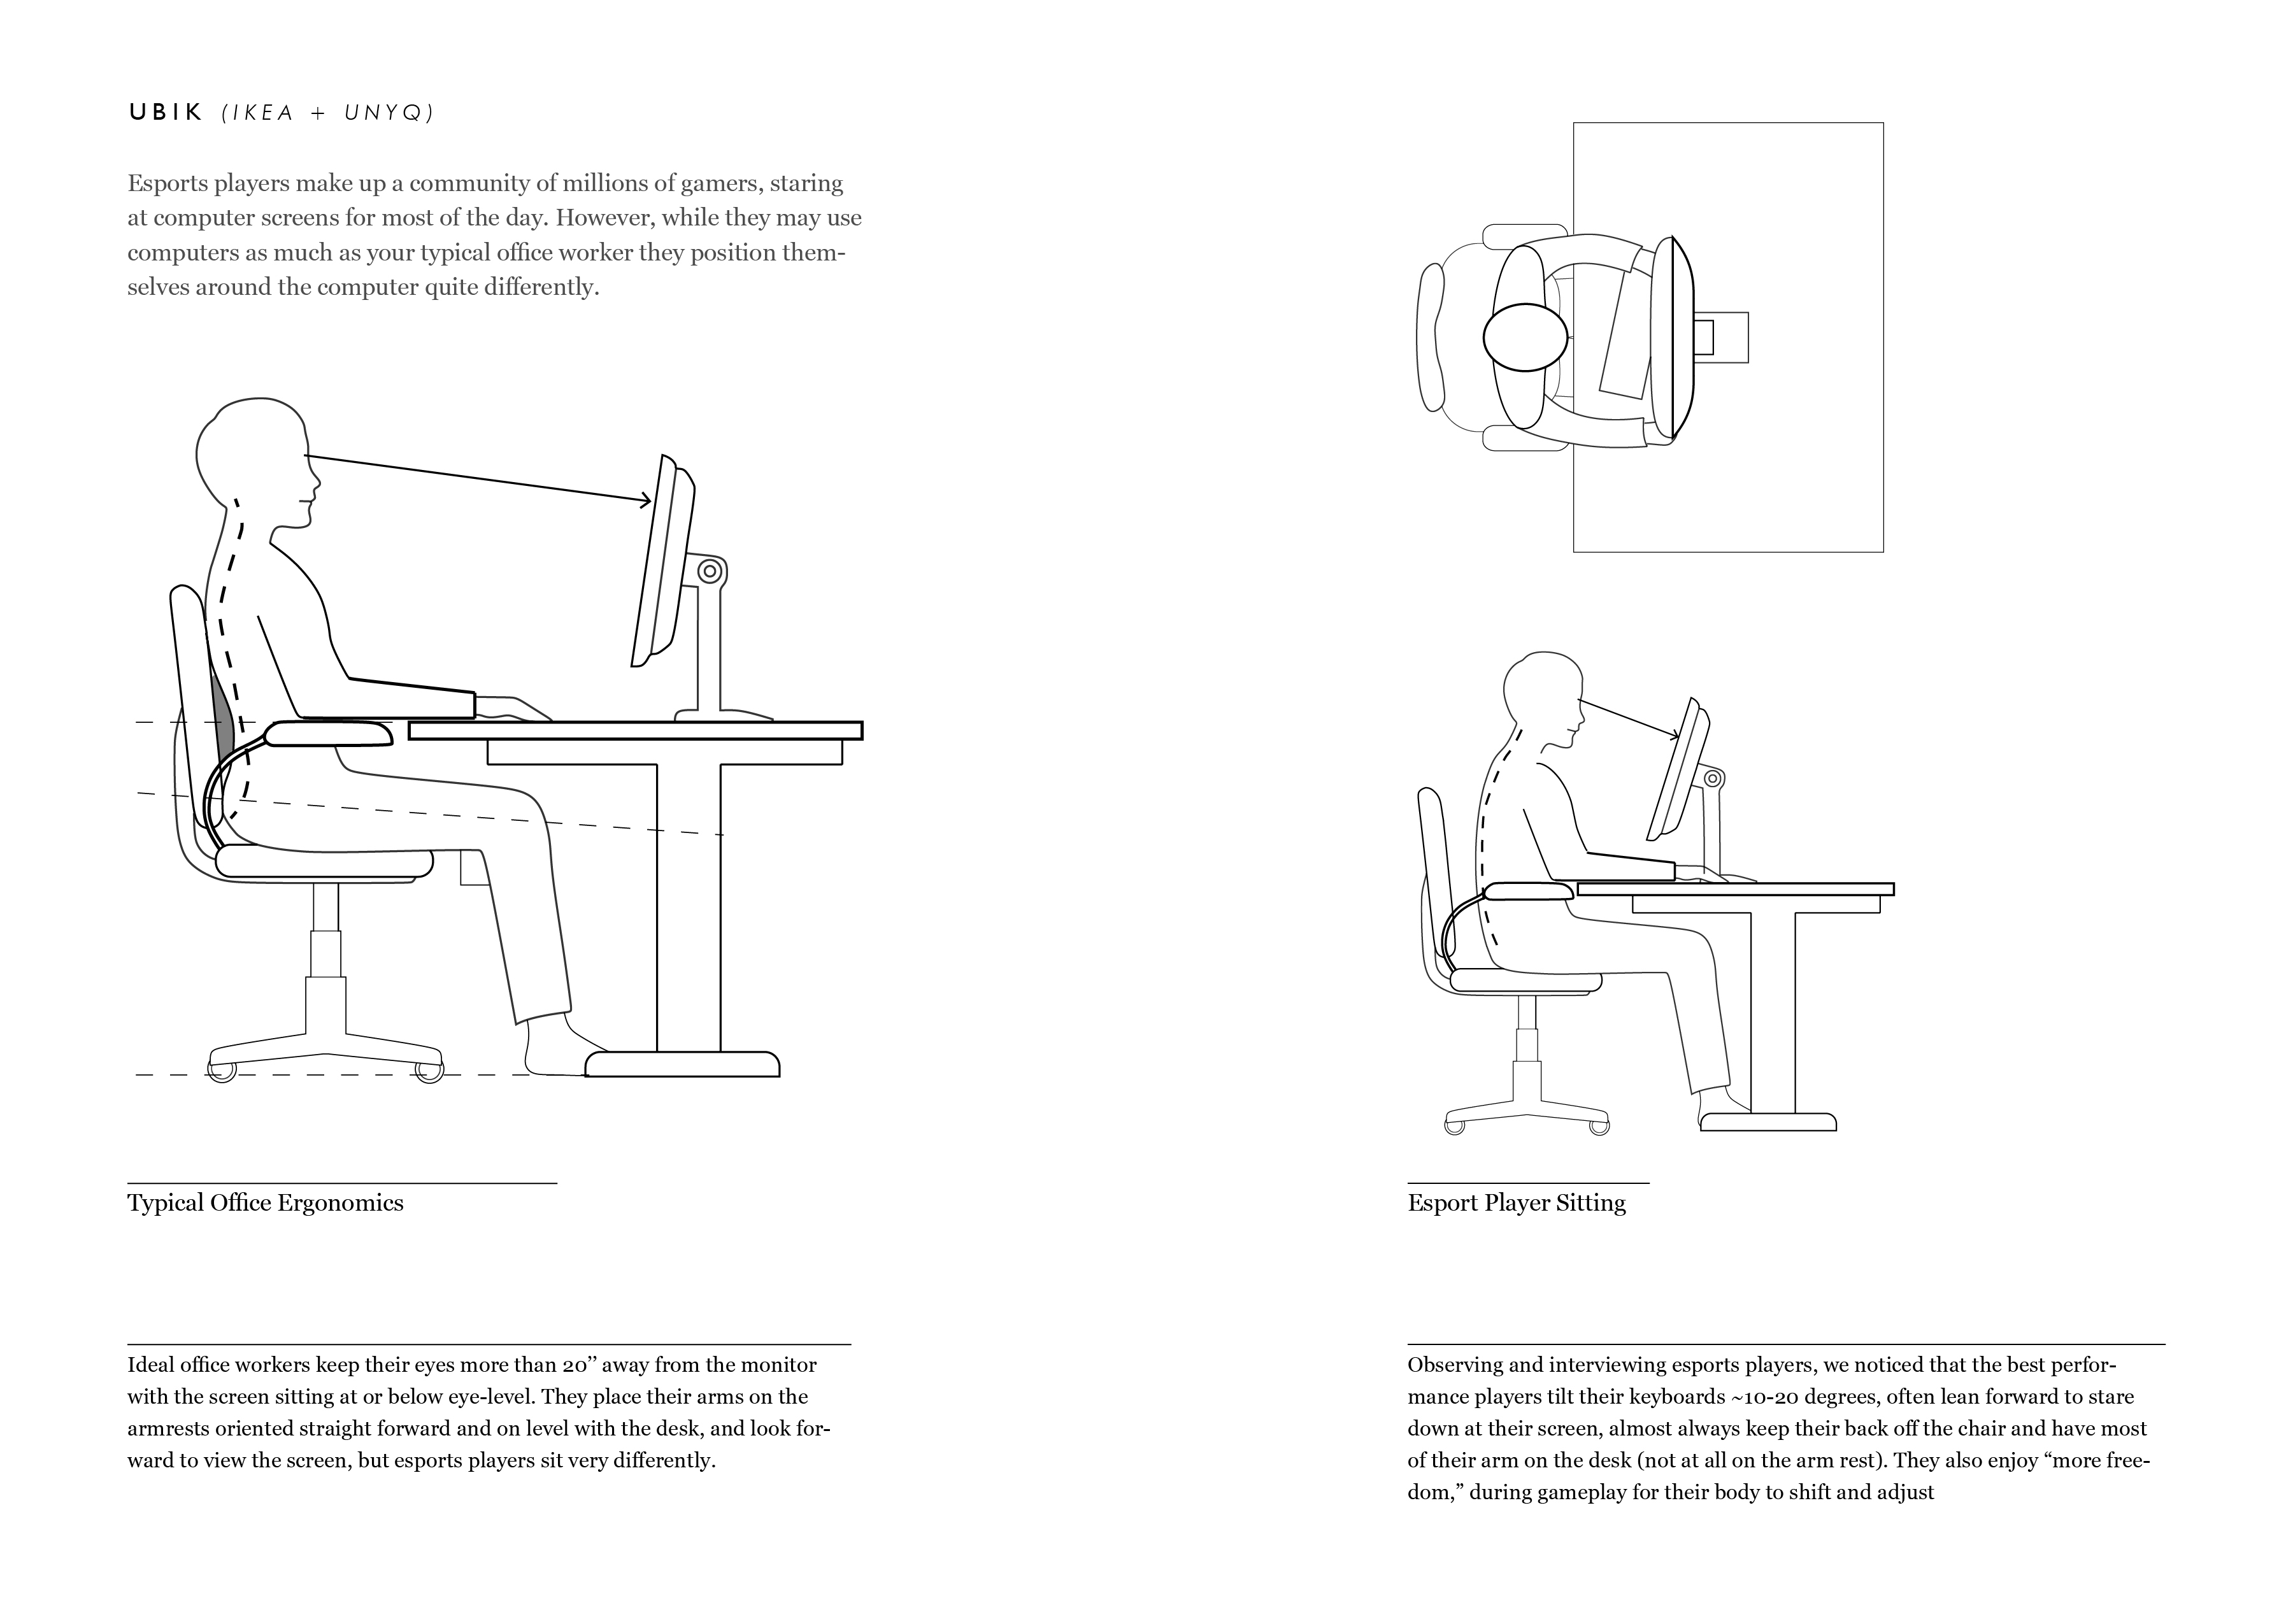 UBIK (IKEA + UNYQ)
Esports players make up a community of millions of gamers, staring
at computer screens for most of the day. However, while they may use
computers as much as your typical office worker they position them-
selves around the computer quite differently.
Typical Office Ergonomics
Ideal office workers keep their eyes more than 20’’ away from the monitor
with the screen sitting at or below eye-level. They place their arms on the
armrests oriented straight forward and on level with the desk, and look for-
ward to view the screen, but esports players sit very differently.
Esport Player Sitting
Observing and interviewing esports players, we noticed that the best perfor-
mance players tilt their keyboards ~10-20 degrees, often lean forward to stare
down at their screen, almost always keep their back off the chair and have most
of their arm on the desk (not at all on the arm rest). They also enjoy “more free-
dom,” during gameplay for their body to shift and adjust